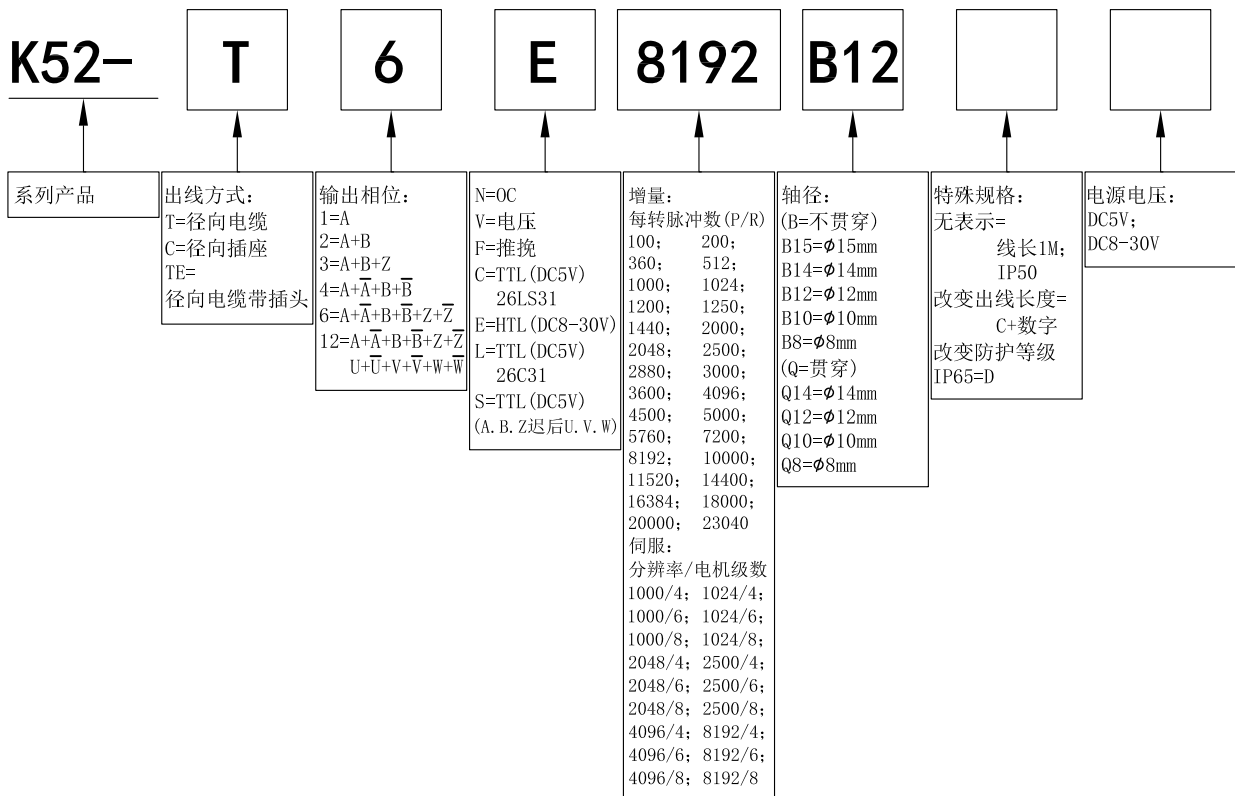 K52- T 6 E 8192 B12
系列产品
出线方式:
T=径向电缆
C=径向插座
TE=
径向电缆带插头
输出相位:
1=A
2=A+B
3=A+B+Z
4=A+A̅+B+B̅
6=A+A̅+B+B̅+Z+Z̅
12=A+A̅+B+B̅+Z+Z̅
U+U̅+V+V̅+W+W̅
N=OC
V=电压
F=推挽
C=TTL(DC5V)
26LS31
E=HTL(DC8-30V)
L=TTL(DC5V)
26C31
S=TTL(DC5V)
(A.B.Z迟后U.V.W)
增量:
每转脉冲数(P/R)
100; 200;
360; 512;
1000; 1024;
1200; 1250;
1440; 2000;
2048; 2500;
2880; 3000;
3600; 4096;
4500; 5000;
5760; 7200;
8192; 10000;
11520; 14400;
16384; 18000;
20000; 23040
伺服:
分辨率/电机级数
1000/4; 1024/4;
1000/6; 1024/6;
1000/8; 1024/8;
2048/4; 2500/4;
2048/6; 2500/6;
2048/8; 2500/8;
4096/4; 8192/4;
4096/6; 8192/6;
4096/8; 8192/8
轴径:
(B=不贯穿)
B15=Φ15mm
B14=Φ14mm
B12=Φ12mm
B10=Φ10mm
B8=Φ8mm
(Q=贯穿)
Q14=Φ14mm
Q12=Φ12mm
Q10=Φ10mm
Q8=Φ8mm
特殊规格:
无表示=
线长1M;
IP50
改变出线长度=
C+数字
改变防护等级
IP65=D
电源电压:
DC5V;
DC8-30V